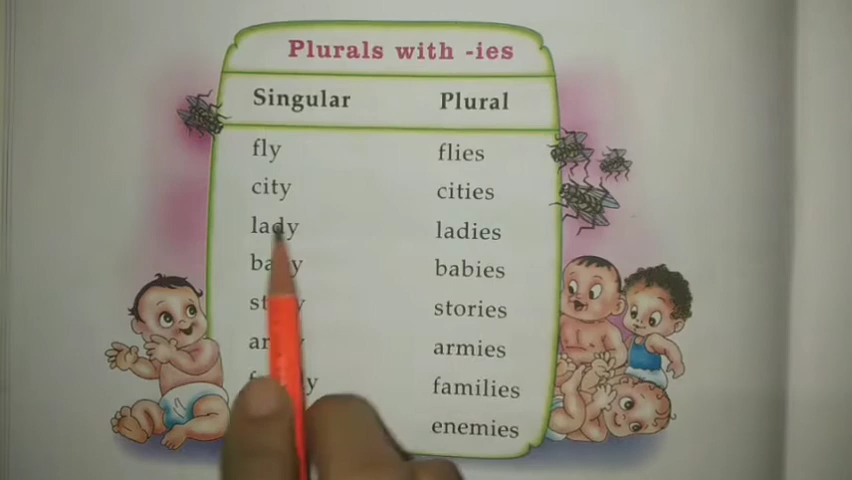 Plurals with -ies
Singular Plural
fly flies
city cities
lady ladies
babies
stories
armies
families
enemies